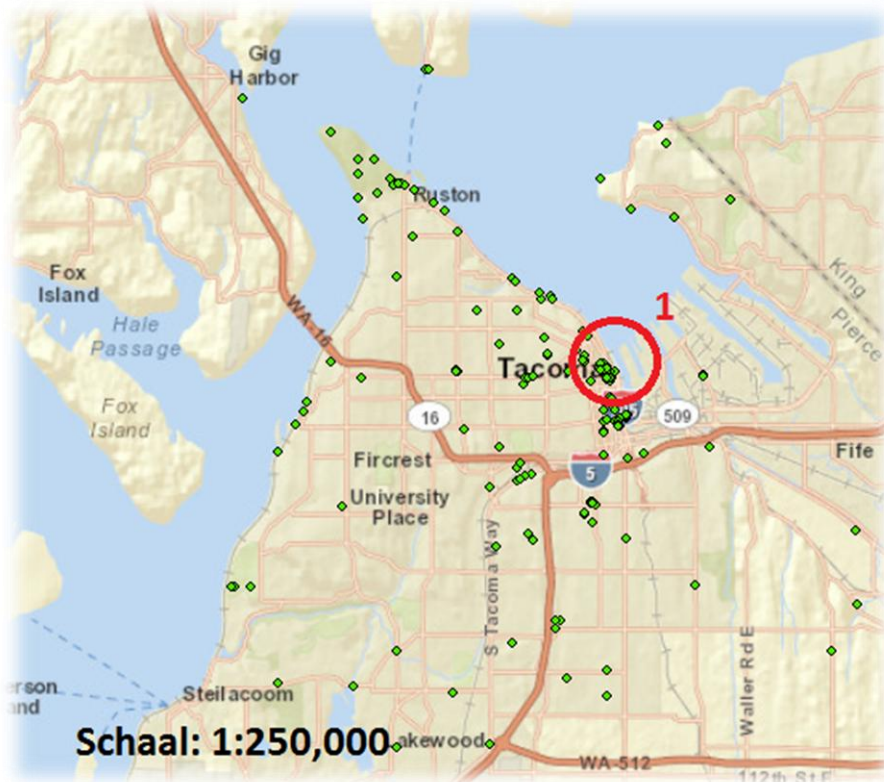 Gig
Harbor
Ruston
Fox
Island
Hale
Passage
WA-16
King
Pierce
1
Tacoma
Fox
Island
16
509
5
Fircrest
Fife
University
Place
S Tacoma Way
Waller Rd E
Steilacoom
Schaal: 1:250,000
akewood
WA-512